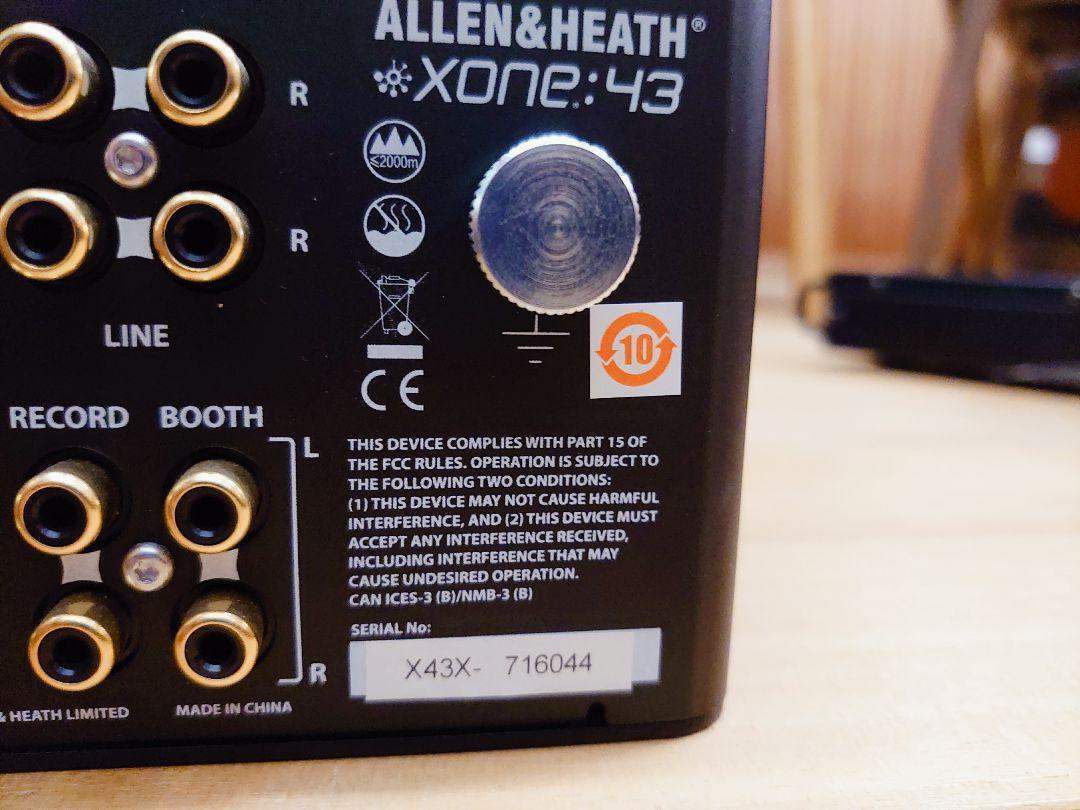 ALLEN&HEATH®
XONE:43
R
≤2000m
R
LINE
10
CE
RECORD BOOTH
L
THIS DEVICE COMPLIES WITH PART 15 OF
THE FCC RULES. OPERATION IS SUBJECT TO
THE FOLLOWING TWO CONDITIONS:
(1) THIS DEVICE MAY NOT CAUSE HARMFUL
INTERFERENCE, AND (2) THIS DEVICE MUST
ACCEPT ANY INTERFERENCE RECEIVED,
INCLUDING INTERFERENCE THAT MAY
CAUSE UNDESIRED OPERATION.
CAN ICES-3 (B)/NMB-3 (B)
SERIAL No:
X43X- 716044
R
& HEATH LIMITED MADE IN CHINA